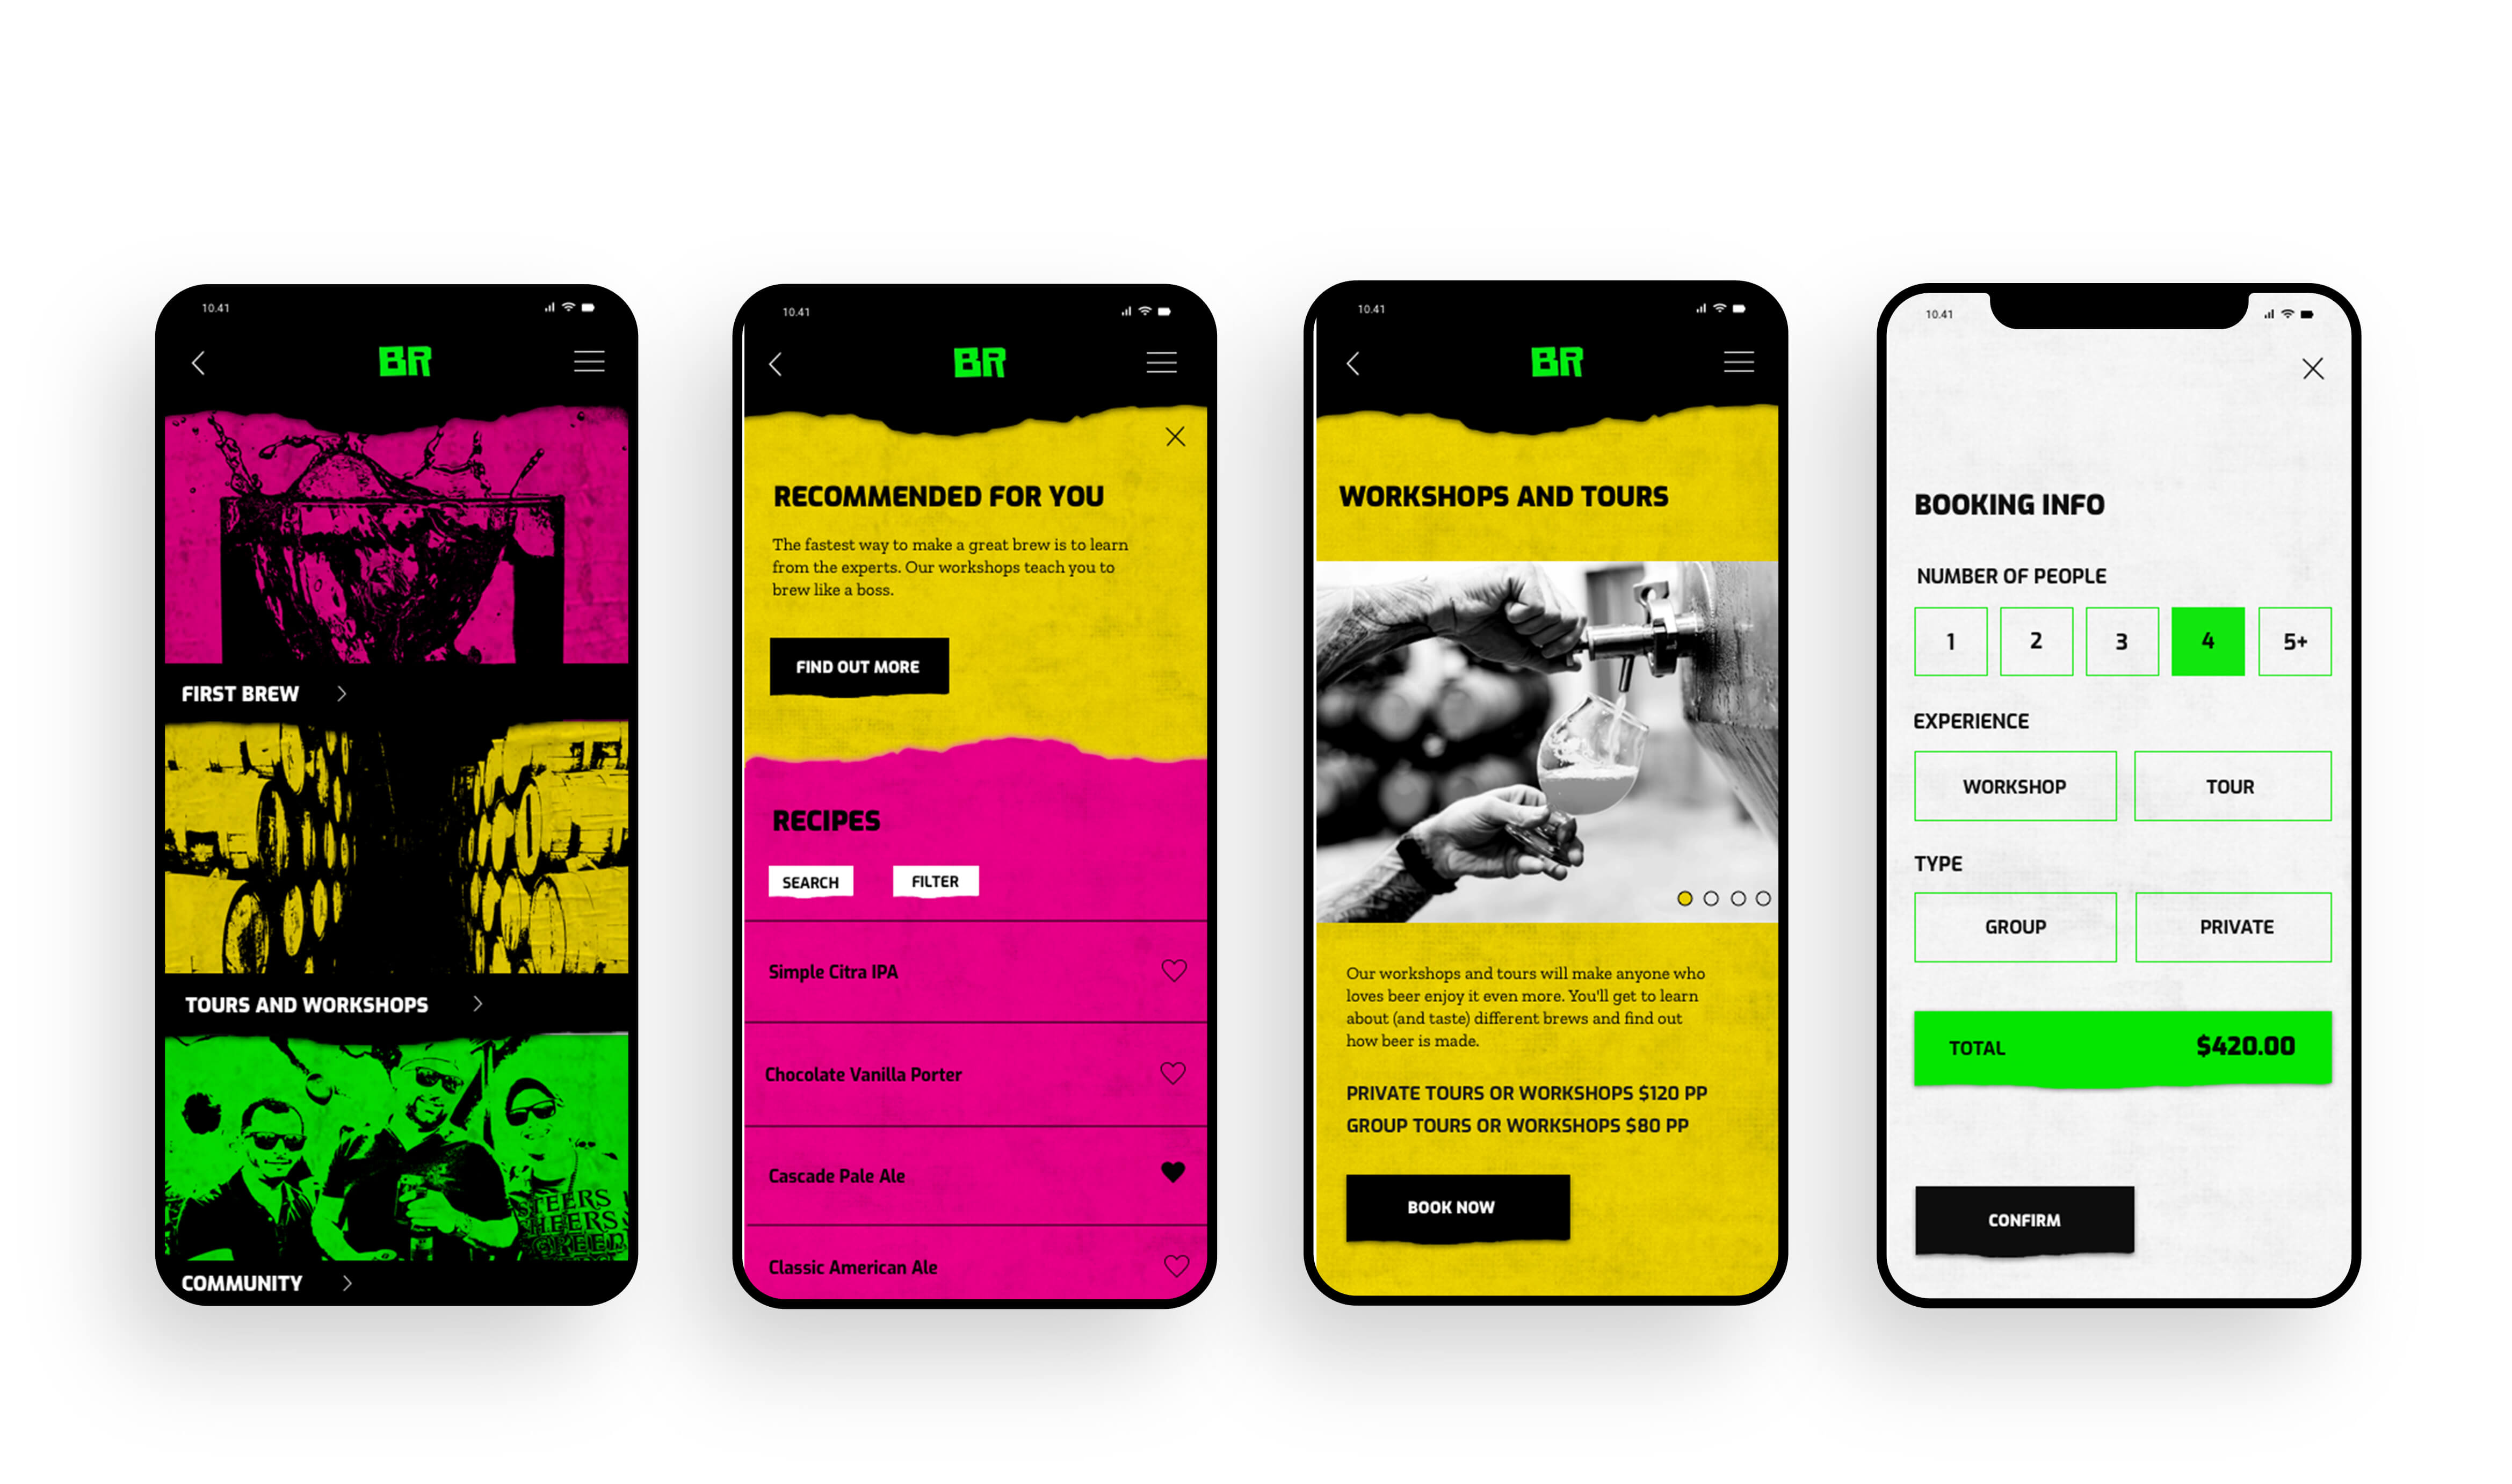 10.41
BR
FIRST BREW
TOURS AND WORKSHOPS
COMMUNITY
10.41
BR
RECOMMENDED FOR YOU
The fastest way to make a great brew is to learn
from the experts. Our workshops teach you to
brew like a boss.
FIND OUT MORE
RECIPES
SEARCH FILTER
Simple Citra IPA
Chocolate Vanilla Porter
Cascade Pale Ale
Classic American Ale
10.41
BR
WORKSHOPS AND TOURS
Our workshops and tours will make anyone who
loves beer enjoy it even more. You'll get to learn
about (and taste) different brews and find out
how beer is made.
PRIVATE TOURS OR WORKSHOPS $120 PP
GROUP TOURS OR WORKSHOPS $80 PP
BOOK NOW
10.41
BOOKING INFO
NUMBER OF PEOPLE
1 2 3 4 5+
EXPERIENCE
WORKSHOP TOUR
TYPE
GROUP PRIVATE
TOTAL $420.00
CONFIRM